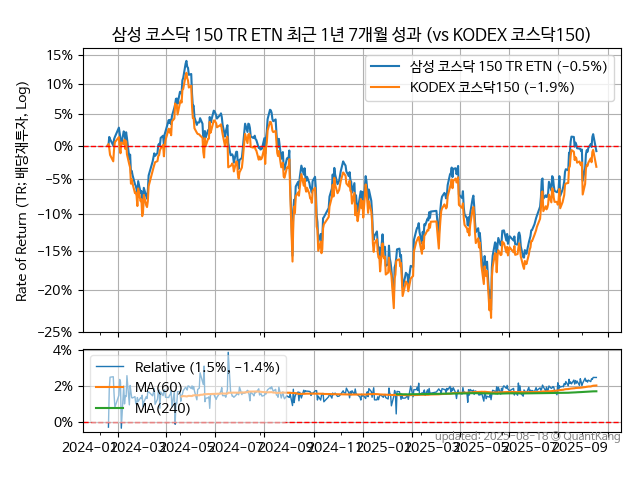 삼성 코스닥 150 TR ETN 최근 1년 7개월 성과 (vs KODEX 코스닥150)
삼성 코스닥 150 TR ETN (−0.5%)
KODEX 코스닥150 (−1.9%)
15%
10%
5%
0%
−5%
−10%
−15%
−20%
−25%
Rate of Return (TR: 배당재투자, Log)
Relative (1.5%, −1.4%)
MA(60)
MA(240)
4%
2%
0%
updated: 2025-08-18 © QuantKang
2024-01 2024-03 2024-05 2024-07 2024-09 2024-11 2025-01 2025-03 2025-05 2025-07 2025-09